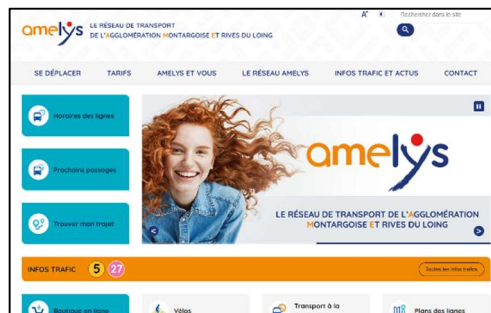 A+
Rechercher dans le site
amelys
LE RÉSEAU DE TRANSPORT
DE L'AGGLOMÉRATION MONTARGOISE ET RIVES DU LOING
SE DÉPLACER TARIFS AMELYS ET VOUS LE RÉSEAU AMELYS INFOS TRAFIC ET ACTUS CONTACT
Horaires des lignes
Prochains passages
Trouver mon trajet
amelys
LE RÉSEAU DE TRANSPORT DE L'AGGLOMÉRATION
MONTARGOISE ET RIVES DU LOING
INFOS TRAFIC 5 27 Toutes les infos trafics
Boutique en ligne
Vélos
Transport à la
Plans des lignes